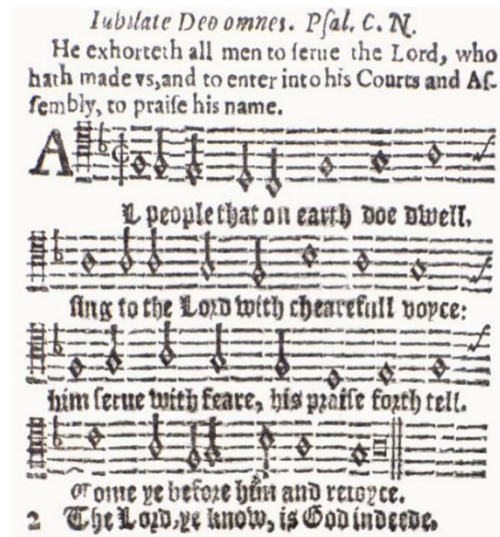 Iubilate Deo omnes. Pſal. C. N.
He exhorteth all men to ſerue the Lord, who
hath made vs, and to enter into his Courts and Aſ-
ſembly, to praiſe his name.
AL people that on earth doe dwell,
ſing to the Lord with chearefull voyce:
him ſerue with feare, his praiſe forth tell.
ome ye before him and reioyce.
2 The Lord, ye know, is God indeede,